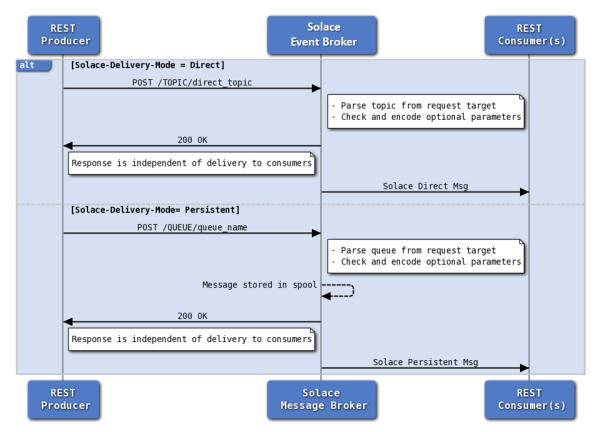 REST
Producer
Solace
Event Broker
REST
Consumer(s)
alt
[Solace-Delivery-Mode = Direct]
POST /TOPIC/direct_topic
- Parse topic from request target
- Check and encode optional parameters
200 OK
Response is independent of delivery to consumers
Solace Direct Msg
[Solace-Delivery-Mode= Persistent]
POST /QUEUE/queue_name
- Parse queue from request target
- Check and encode optional parameters
Message stored in spool
200 OK
Response is independent of delivery to consumers
Solace Persistent Msg
REST
Producer
Solace
Message Broker
REST
Consumer(s)